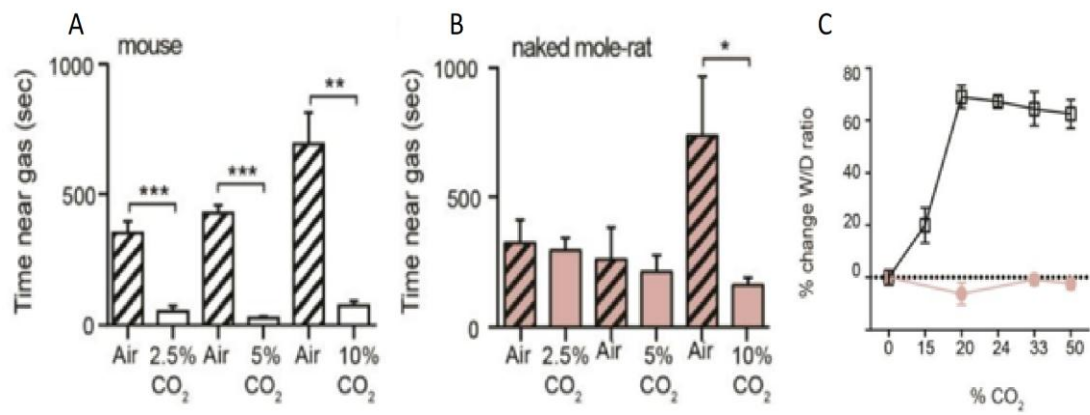 A
mouse
Time near gas (sec)
1000
500
0
***
***
**
Air 2.5% Air 5% Air 10%
CO₂ CO₂ CO₂
B
naked mole-rat
Time near gas (sec)
1000
500
0
*
Air 2.5% Air 5% Air 10%
CO₂ CO₂ CO₂
C
% change W/D ratio
80
60
40
20
0
0 15 20 24 33 50
% CO₂